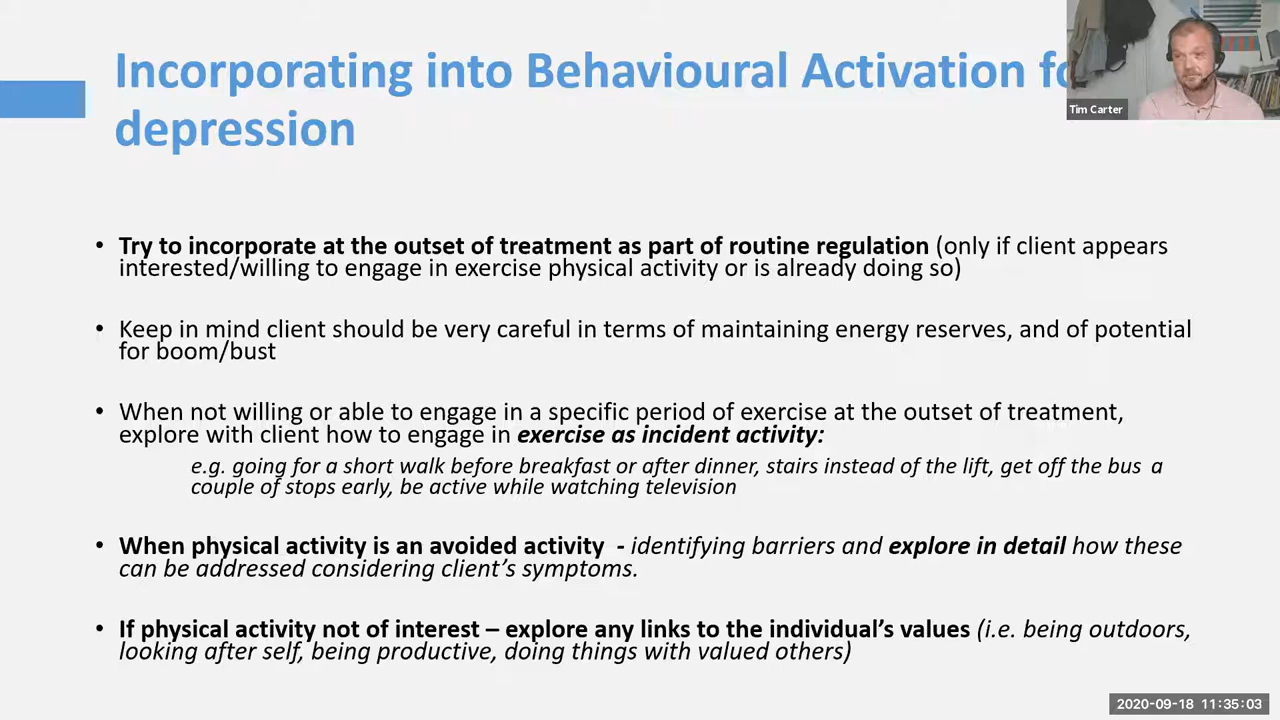 Incorporating into Behavioural Activation fo
depression
Tim Carter
• Try to incorporate at the outset of treatment as part of routine regulation (only if client appears
interested/willing to engage in exercise physical activity or is already doing so)
• Keep in mind client should be very careful in terms of maintaining energy reserves, and of potential
for boom/bust
• When not willing or able to engage in a specific period of exercise at the outset of treatment,
explore with client how to engage in exercise as incident activity:
e.g. going for a short walk before breakfast or after dinner, stairs instead of the lift, get off the bus a
couple of stops early, be active while watching television
• When physical activity is an avoided activity - identifying barriers and explore in detail how these
can be addressed considering client's symptoms.
• If physical activity not of interest – explore any links to the individual's values (i.e. being outdoors,
looking after self, being productive, doing things with valued others)
2020-09-18 11:35:03